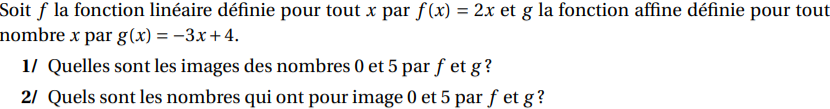 Soit f la fonction linéaire définie pour tout x par f(x) = 2x et g la fonction affine définie pour tout
nombre x par g(x) = −3x + 4.
1/ Quelles sont les images des nombres 0 et 5 par f et g ?
2/ Quels sont les nombres qui ont pour image 0 et 5 par f et g ?